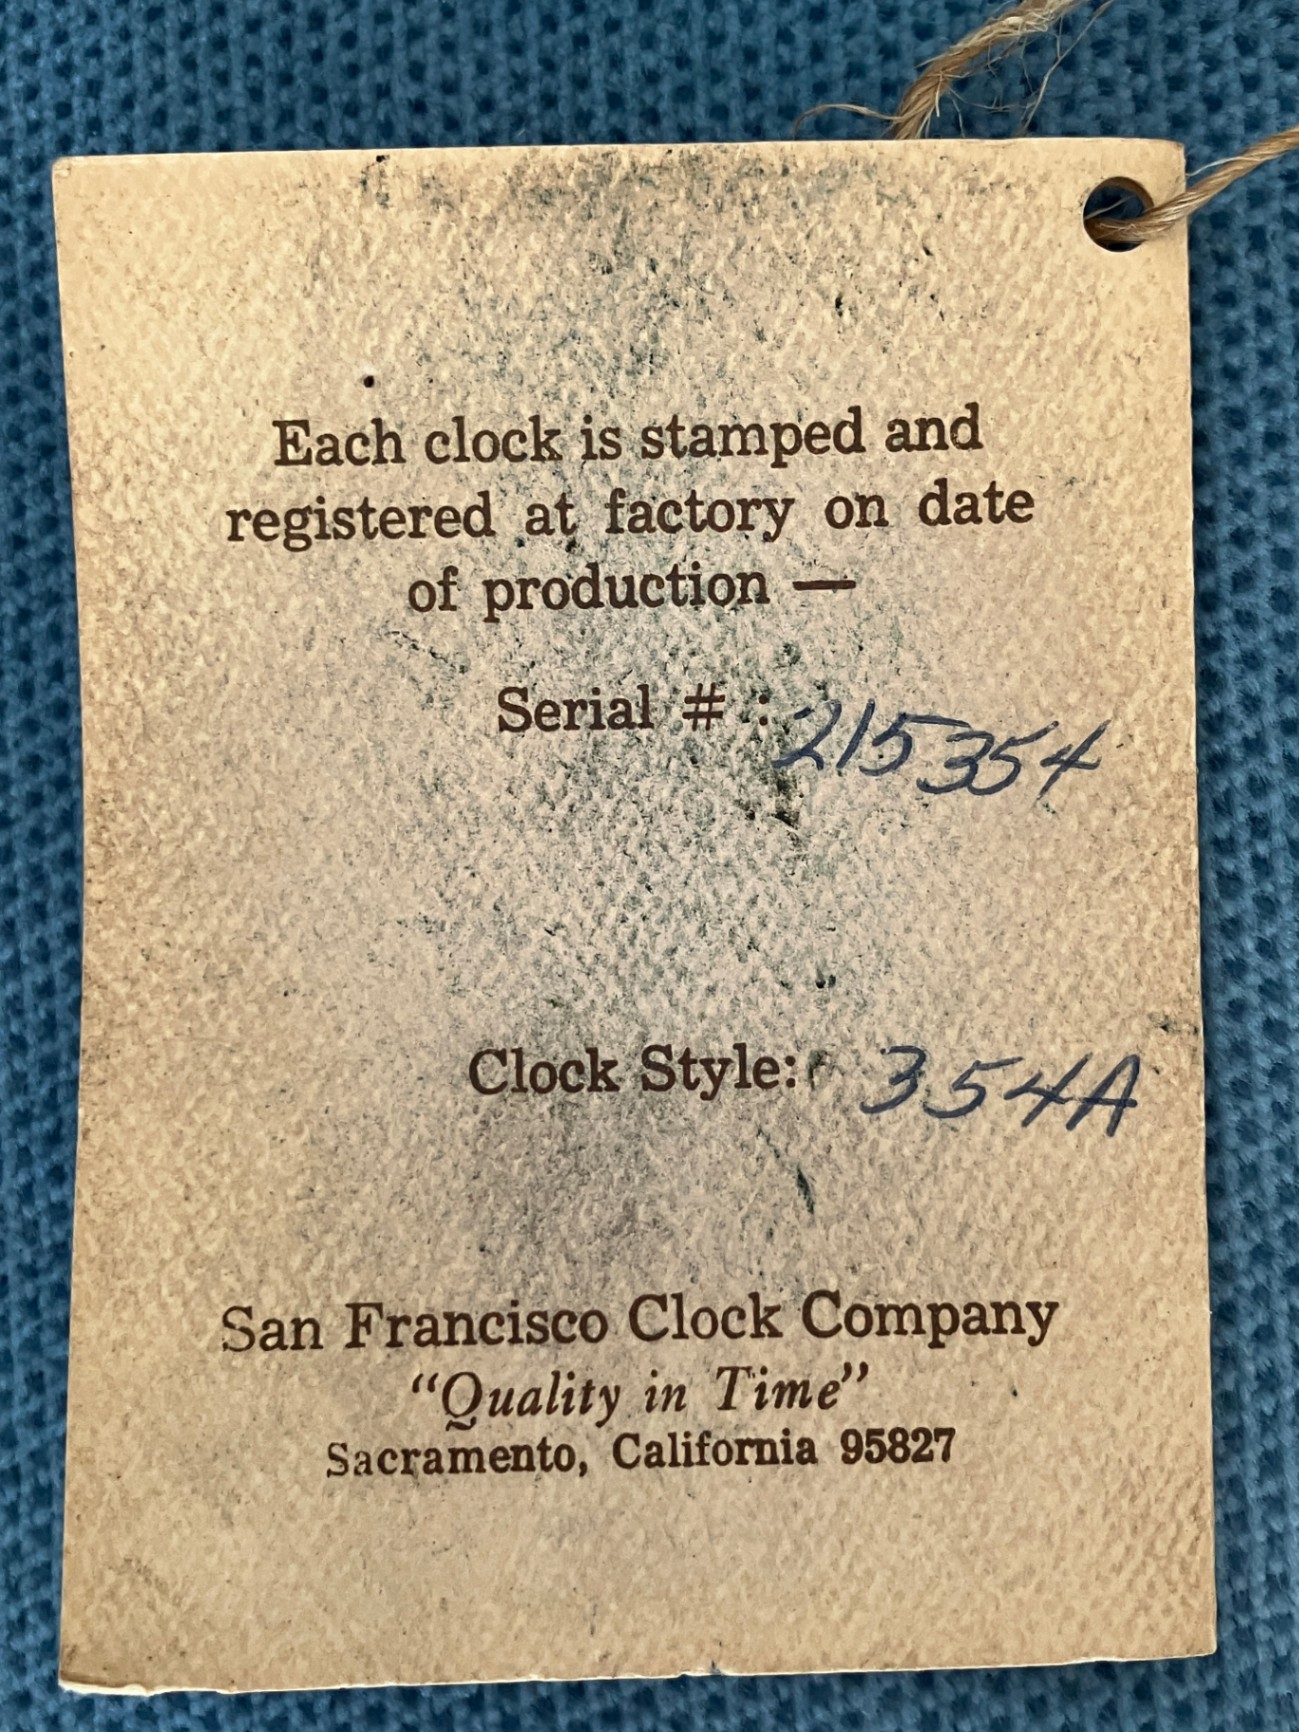 Each clock is stamped and
registered at factory on date
of production —
Serial # : 215354
Clock Style: 354A
San Francisco Clock Company
“Quality in Time”
Sacramento, California 95827